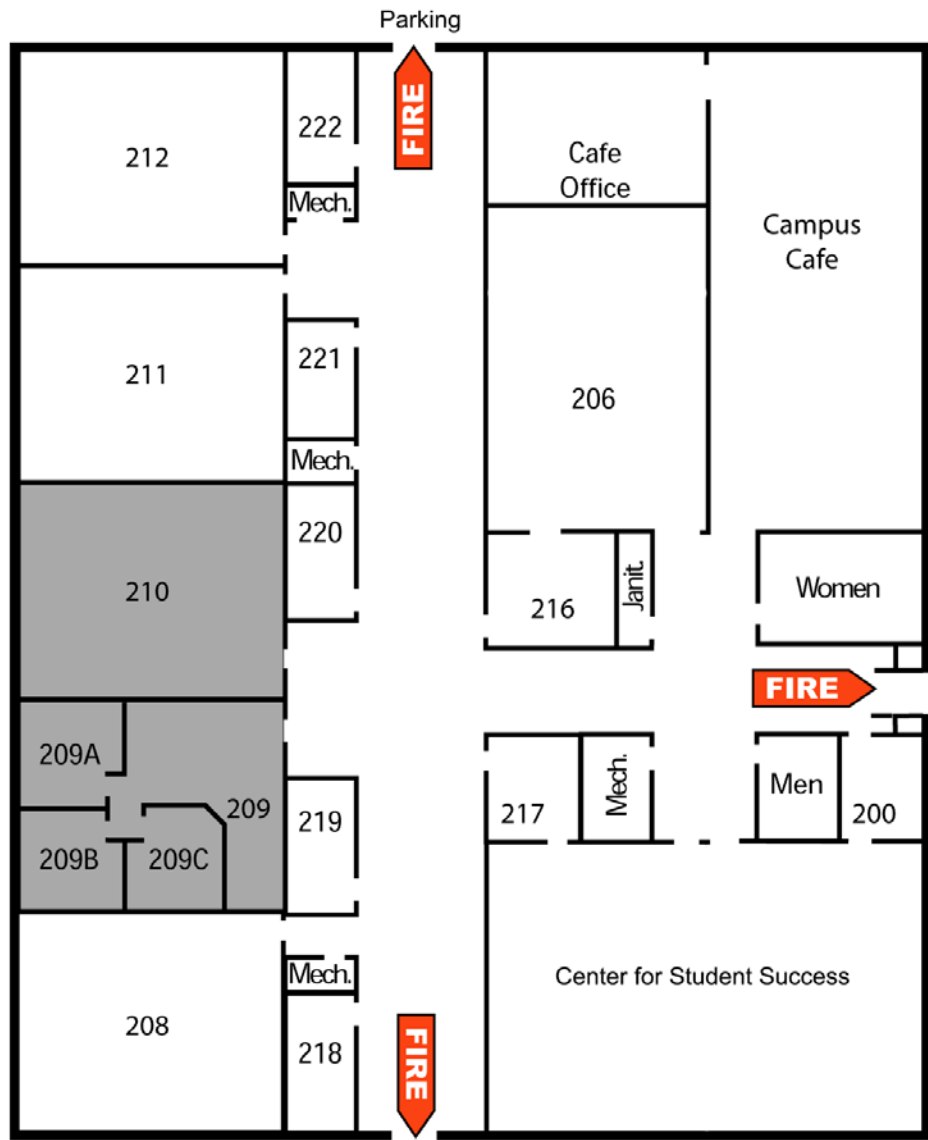 Parking
FIRE
222
212
Cafe
Office
Mech.
Campus
Cafe
221
211
206
Mech.
220
210
Janit.
Women
216
FIRE
209A
Mech.
Men
209
219
217
200
209B
209C
Mech.
Center for Student Success
208
218
FIRE